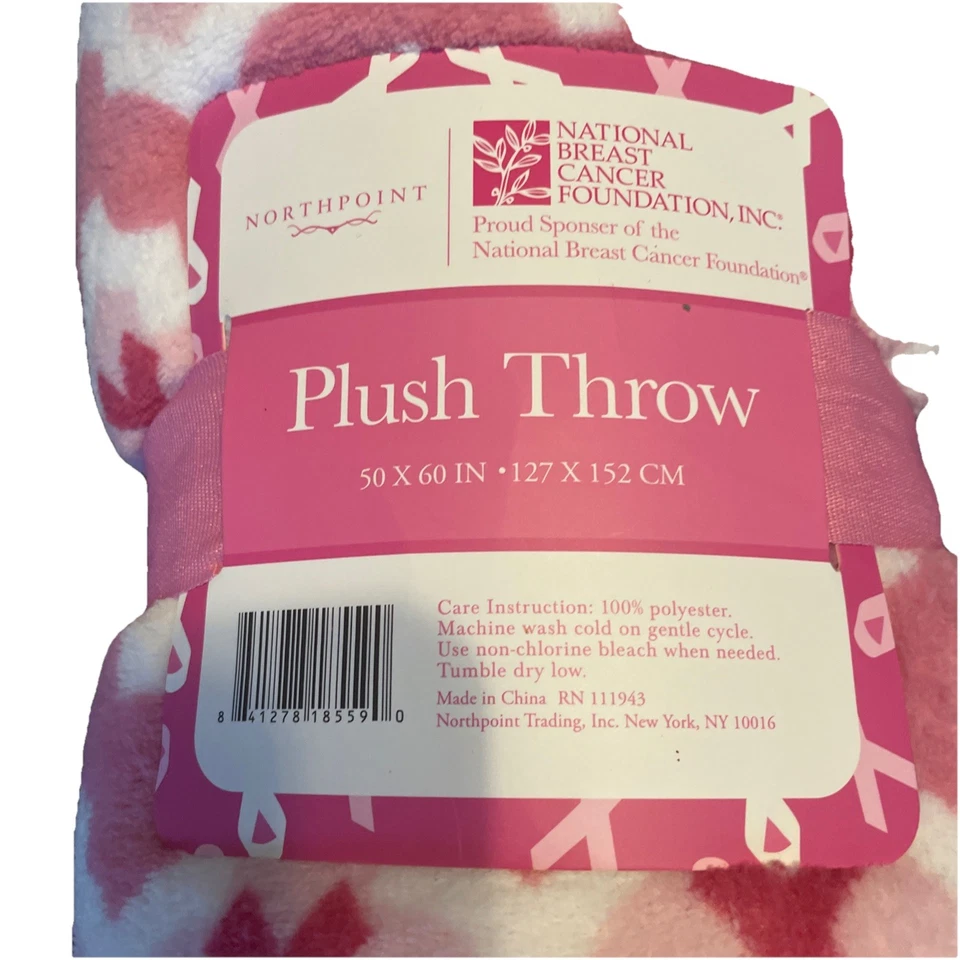 NORTHPOINT
NATIONAL
BREAST
CANCER
FOUNDATION, INC.®
Proud Sponser of the
National Breast Cancer Foundation®
Plush Throw
50 X 60 IN • 127 X 152 CM
Care Instruction: 100% polyester.
Machine wash cold on gentle cycle.
Use non-chlorine bleach when needed.
Tumble dry low.
Made in China RN 111943
Northpoint Trading, Inc. New York, NY 10016
8 41278 18559 0